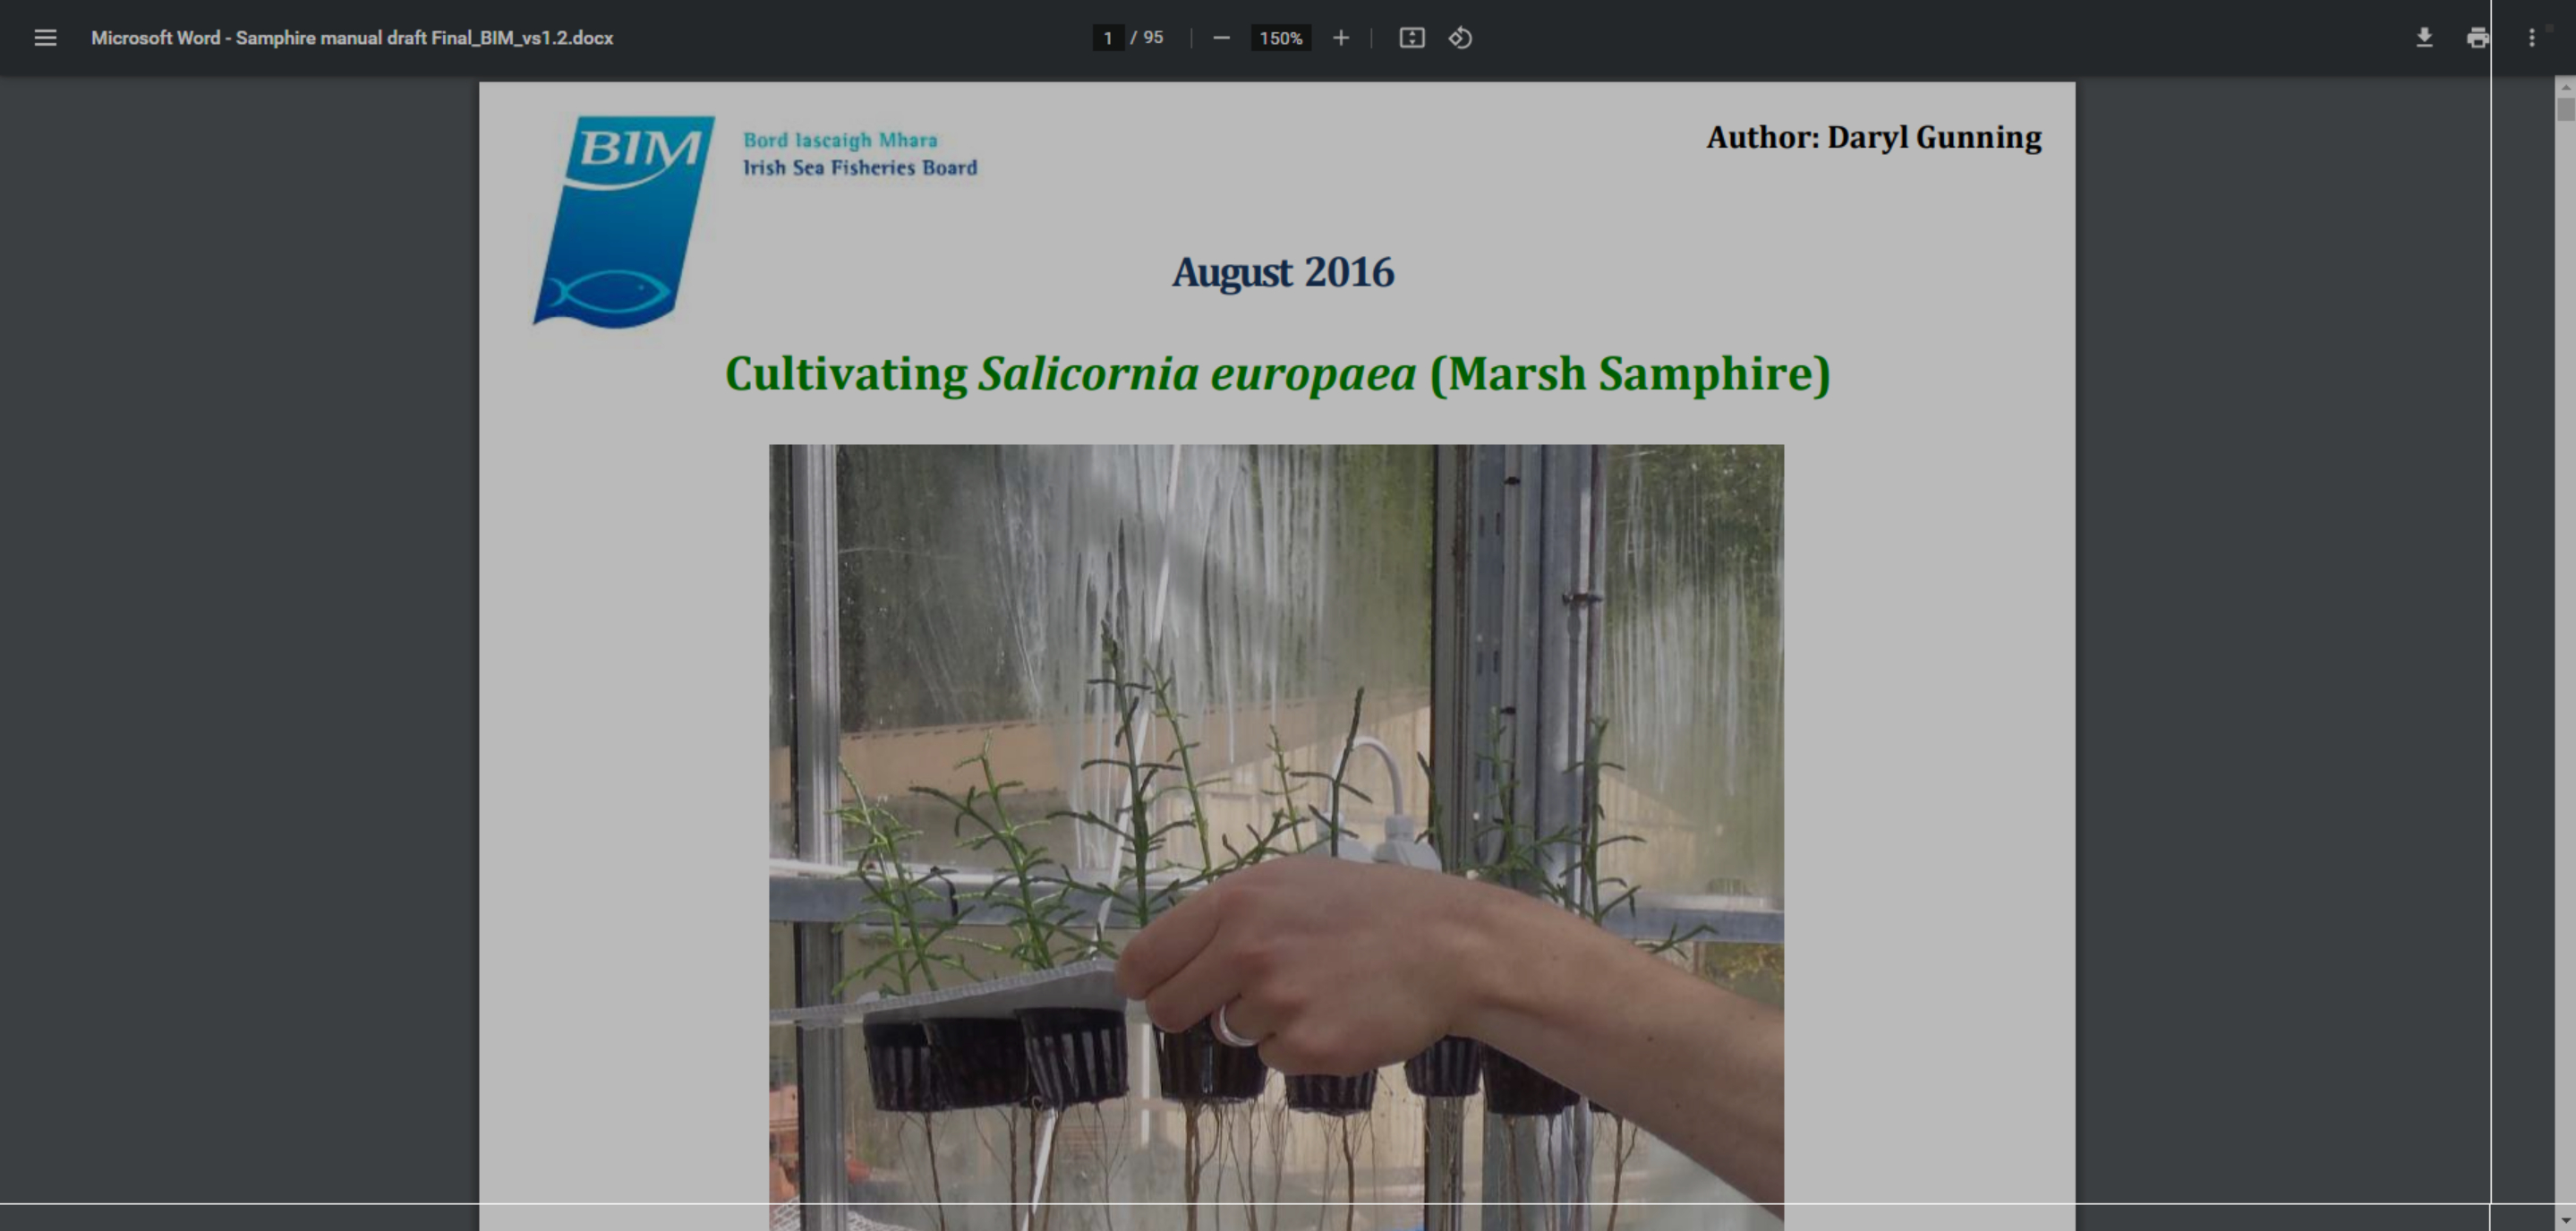 Microsoft Word - Samphire manual draft Final_BIM_vs1.2.docx
1 / 95
150%
BIM
Bord Iascaigh Mhara
Irish Sea Fisheries Board
Author: Daryl Gunning
August 2016
Cultivating Salicornia europaea (Marsh Samphire)